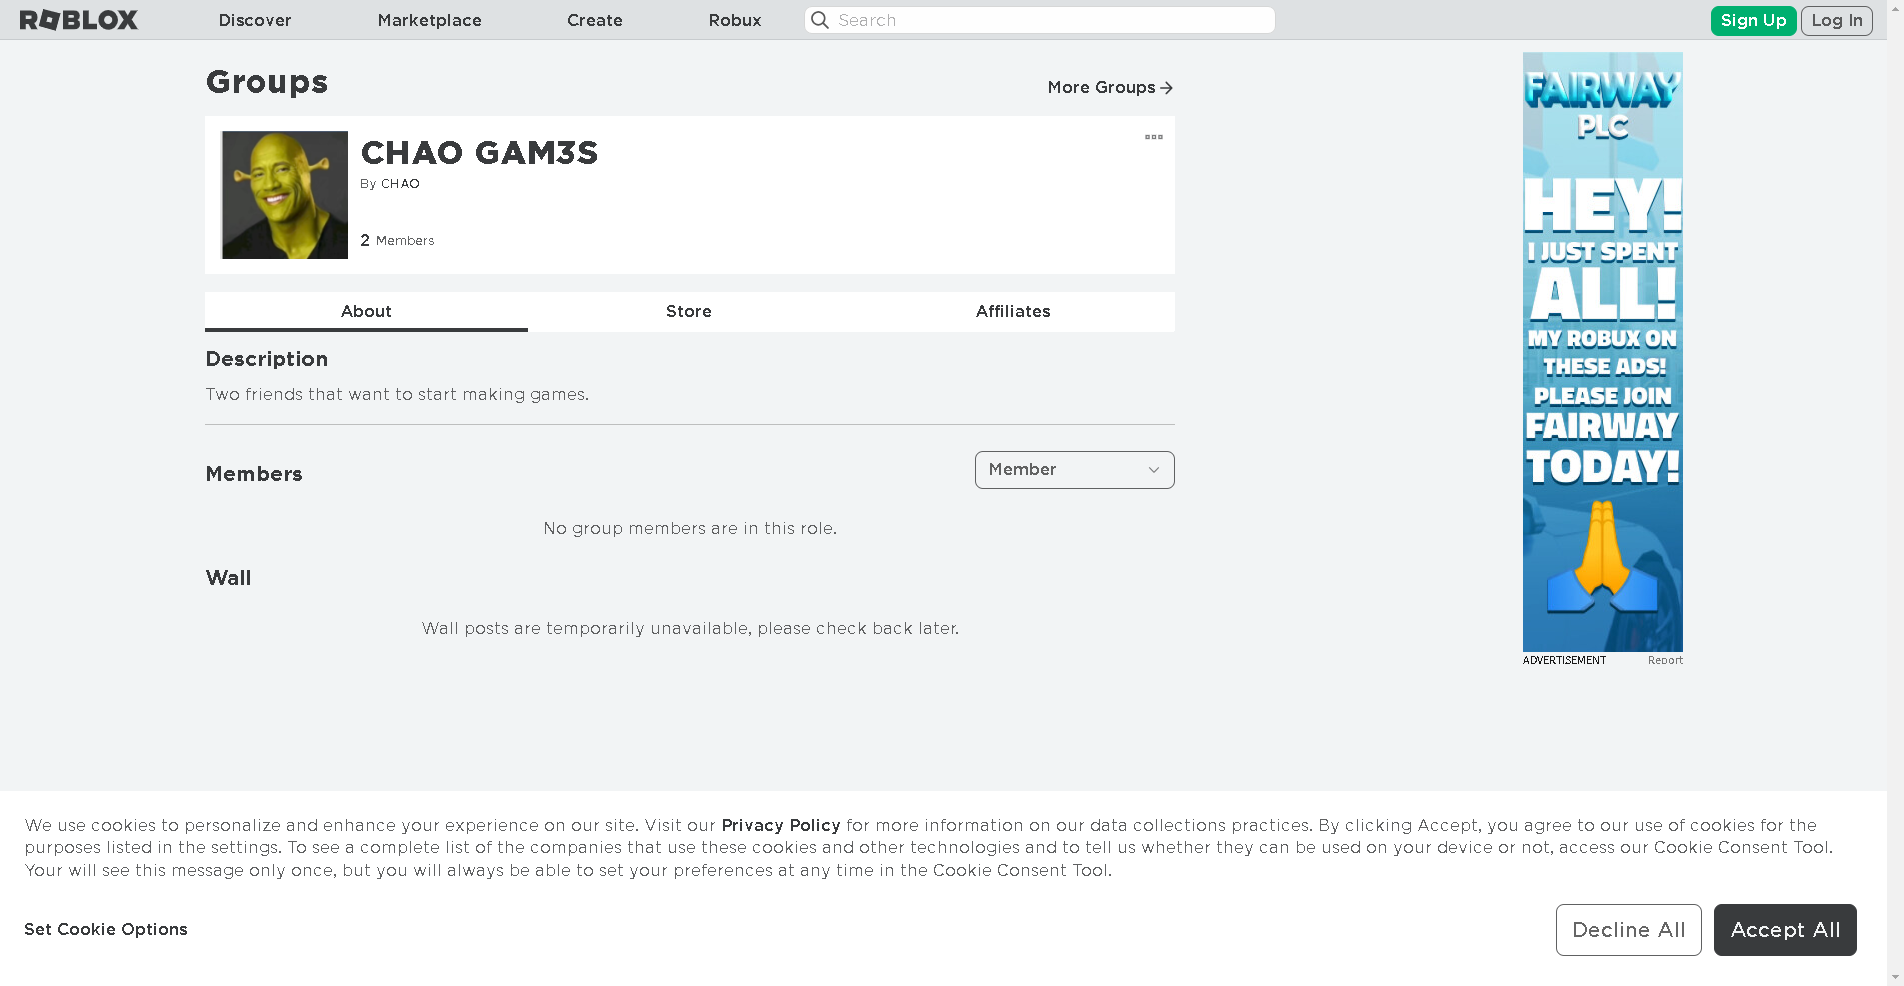 ROBLOX
Discover
Marketplace
Create
Robux
Search
Sign Up
Log In
Groups
More Groups
CHAO GAM3S
By CHAO
2 Members
About
Store
Affiliates
Description
Two friends that want to start making games.
Members
Member
No group members are in this role.
Wall
Wall posts are temporarily unavailable, please check back later.
FAIRWAY
PLC
HEY!
I JUST SPENT
ALL!
MY ROBUX ON
THESE ADS!
PLEASE JOIN
FAIRWAY
TODAY!
ADVERTISEMENT
Report
We use cookies to personalize and enhance your experience on our site. Visit our Privacy Policy for more information on our data collections practices. By clicking Accept, you agree to our use of cookies for the
purposes listed in the settings. To see a complete list of the companies that use these cookies and other technologies and to tell us whether they can be used on your device or not, access our Cookie Consent Tool.
Your will see this message only once, but you will always be able to set your preferences at any time in the Cookie Consent Tool.
Set Cookie Options
Decline All
Accept All